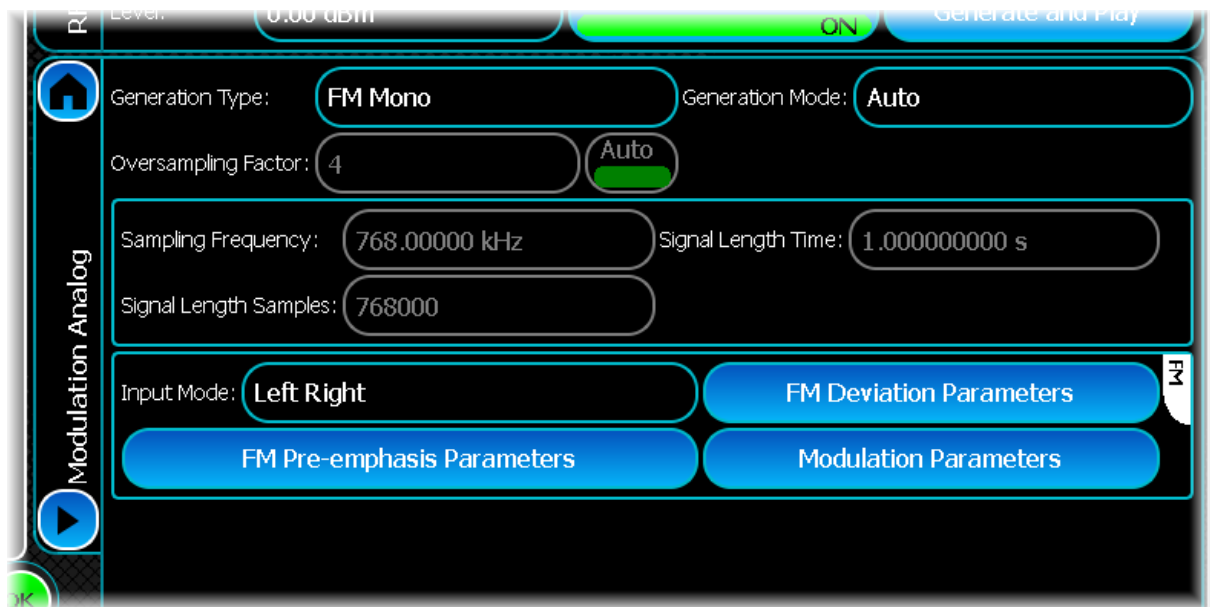 RF
Level: 0.00 dBm
ON
Generate and Play
Generation Type: FM Mono Generation Mode: Auto
Oversampling Factor: 4 Auto
Sampling Frequency: 768.00000 kHz Signal Length Time: 1.000000000 s
Signal Length Samples: 768000
Modulation Analog
Input Mode: Left Right FM Deviation Parameters FM
FM Pre-emphasis Parameters Modulation Parameters
OK